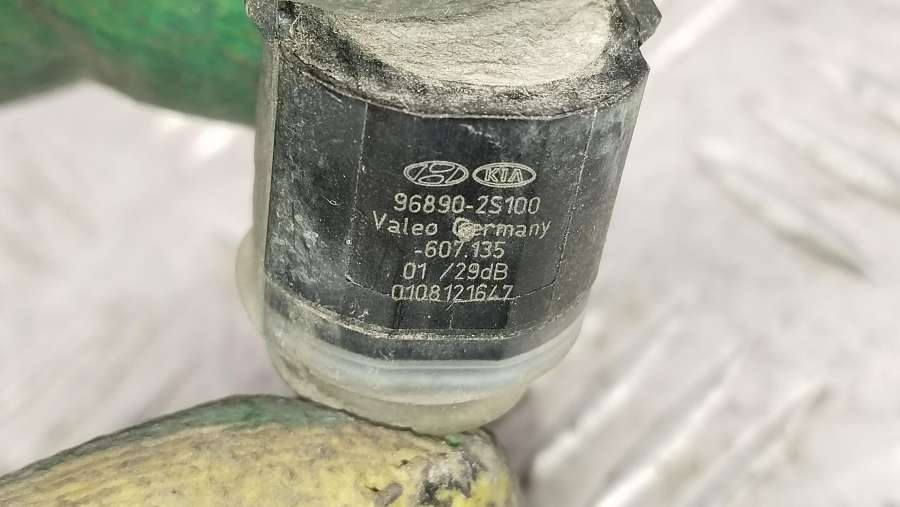 KIA
96890-2S100
Valeo Germany
-607.135
01 /29dB
0108121647